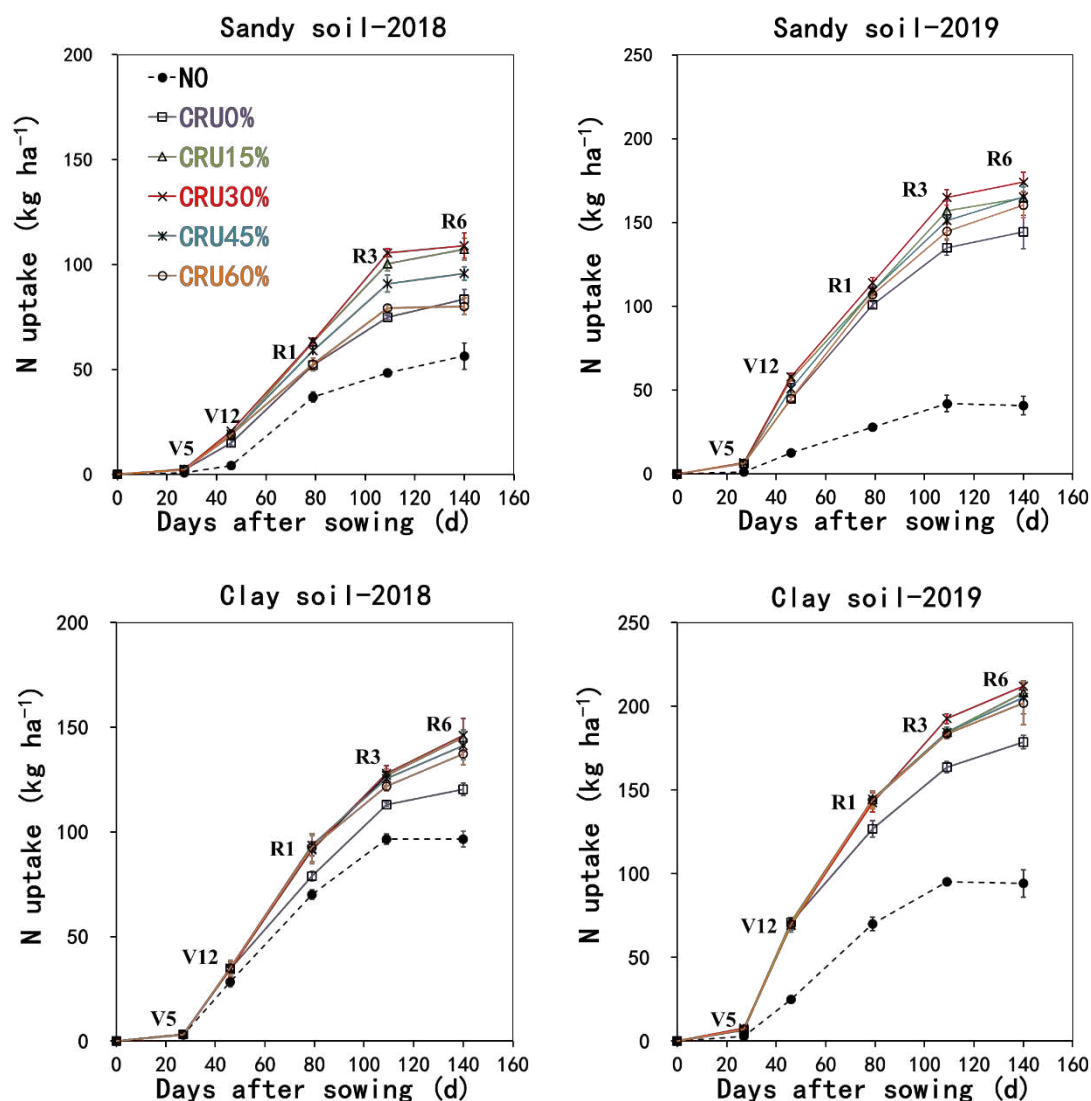 Sandy soil-2018
N uptake (kg ha⁻¹)
200
150
100
50
0
N0
CRU0%
CRU15%
CRU30%
CRU45%
CRU60%
V5
V12
R1
R3
R6
0 20 40 60 80 100 120 140 160
Days after sowing (d)
Sandy soil-2019
N uptake (kg ha⁻¹)
250
200
150
100
50
0
V5
V12
R1
R3
R6
0 20 40 60 80 100 120 140 160
Days after sowing (d)
Clay soil-2018
N uptake (kg ha⁻¹)
200
150
100
50
0
V5
V12
R1
R3
R6
0 20 40 60 80 100 120 140 160
Days after sowing (d)
Clay soil-2019
N uptake (kg ha⁻¹)
250
200
150
100
50
0
V5
V12
R1
R3
R6
0 20 40 60 80 100 120 140 160
Days after sowing (d)